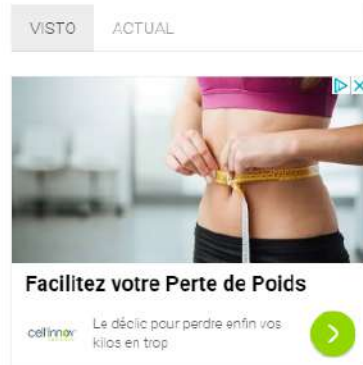 VISTO ACTUAL
Facilitez votre Perte de Poids
cellinnov
Le déclic pour perdre enfin vos
kilos en trop